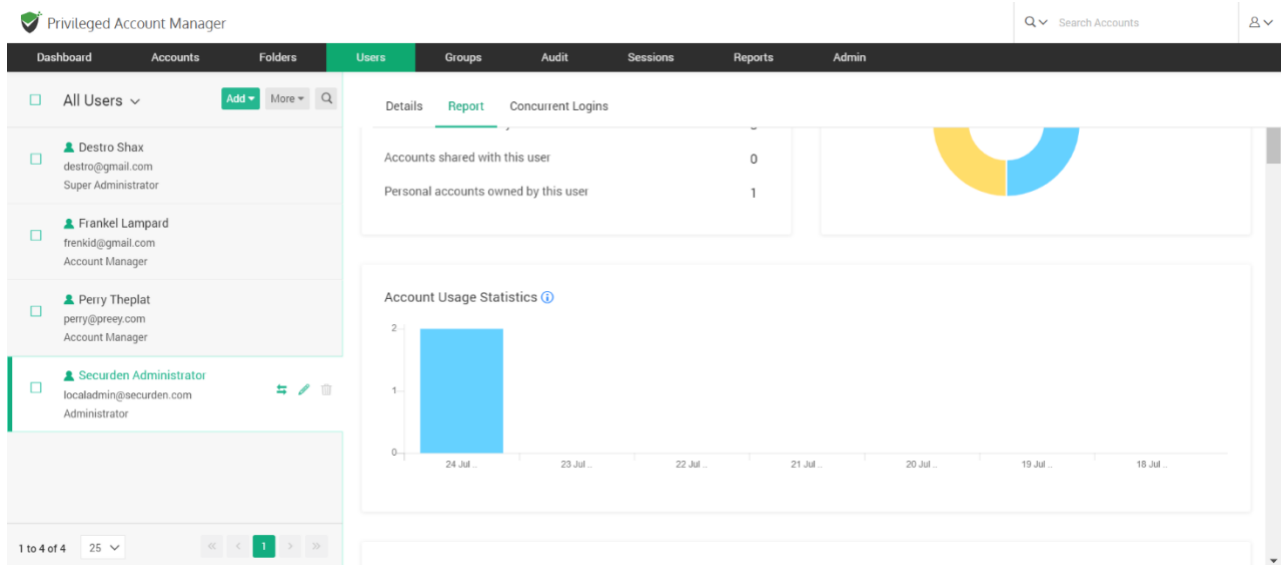 Privileged Account Manager
Search Accounts
Dashboard Accounts Folders Users Groups Audit Sessions Reports Admin
All Users Add More
Details Report Concurrent Logins
Destro Shax
destro@gmail.com
Super Administrator
Frankel Lampard
frenkid@gmail.com
Account Manager
Perry Theplat
perry@preey.com
Account Manager
Securden Administrator
localadmin@securden.com
Administrator
1 to 4 of 4 25 « < 1 > »
Accounts shared with this user 0
Personal accounts owned by this user 1
Account Usage Statistics
2
1
0
24 Jul .. 23 Jul .. 22 Jul .. 21 Jul .. 20 Jul .. 19 Jul .. 18 Jul ..